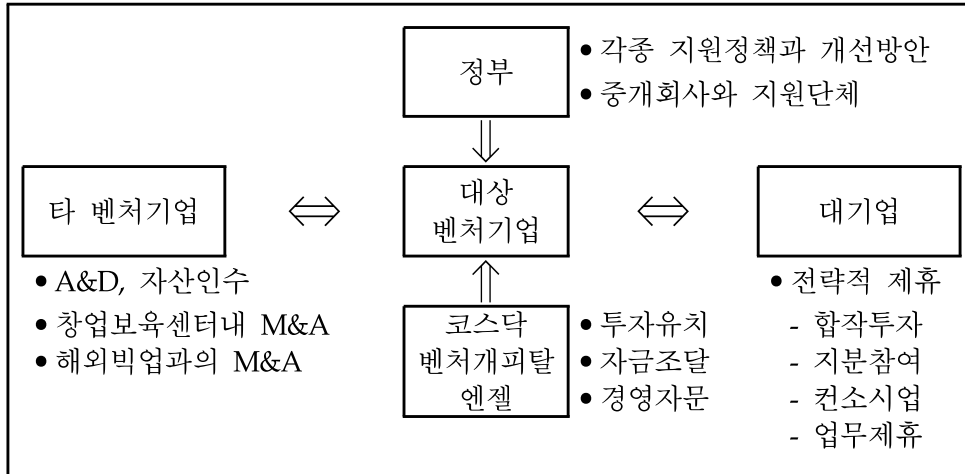 정부
• 각종 지원정책과 개선방안
• 중개회사와 지원단체
타 벤처기업
대상
벤처기업
대기업
• A&D, 자산인수
• 창업보육센터내 M&A
• 해외빅업과의 M&A
코스닥
벤처개피탈
엔젤
• 투자유치
• 자금조달
• 경영자문
• 전략적 제휴
- 합작투자
- 지분참여
- 컨소시업
- 업무제휴